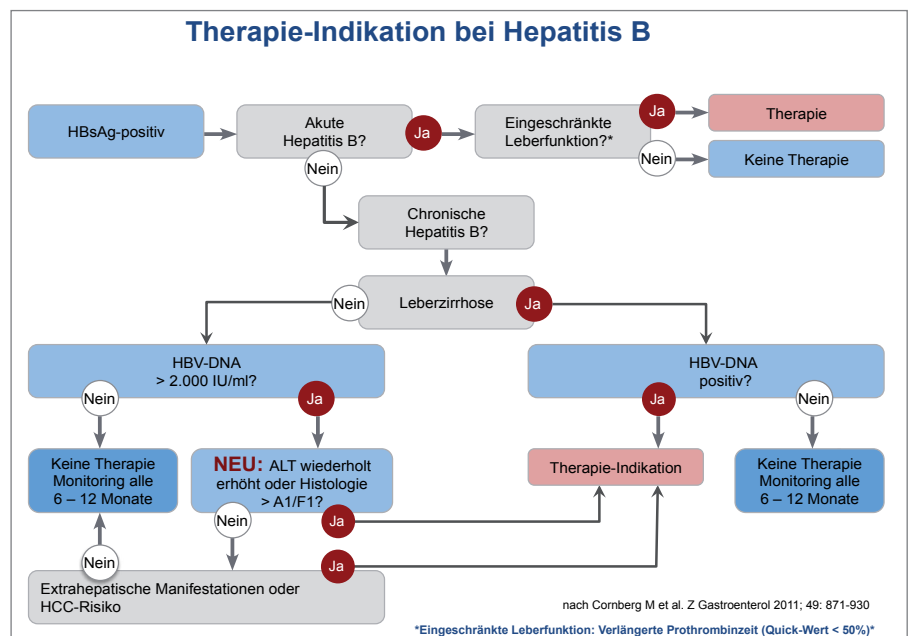 Therapie-Indikation bei Hepatitis B
HBsAg-positiv
Akute
Hepatitis B?
Ja
Nein
Eingeschränkte
Leberfunktion?*
Ja
Therapie
Nein
Keine Therapie
Chronische
Hepatitis B?
Leberzirrhose
Nein
Ja
HBV-DNA
> 2.000 IU/ml?
Nein
Ja
HBV-DNA
positiv?
Ja
Nein
Keine Therapie
Monitoring alle
6 – 12 Monate
NEU: ALT wiederholt
erhöht oder Histologie
> A1/F1?
Nein
Ja
Therapie-Indikation
Keine Therapie
Monitoring alle
6 – 12 Monate
Nein
Ja
Extrahepatische Manifestationen oder
HCC-Risiko
nach Cornberg M et al. Z Gastroenterol 2011; 49: 871-930
*Eingeschränkte Leberfunktion: Verlängerte Prothrombinzeit (Quick-Wert < 50%)*